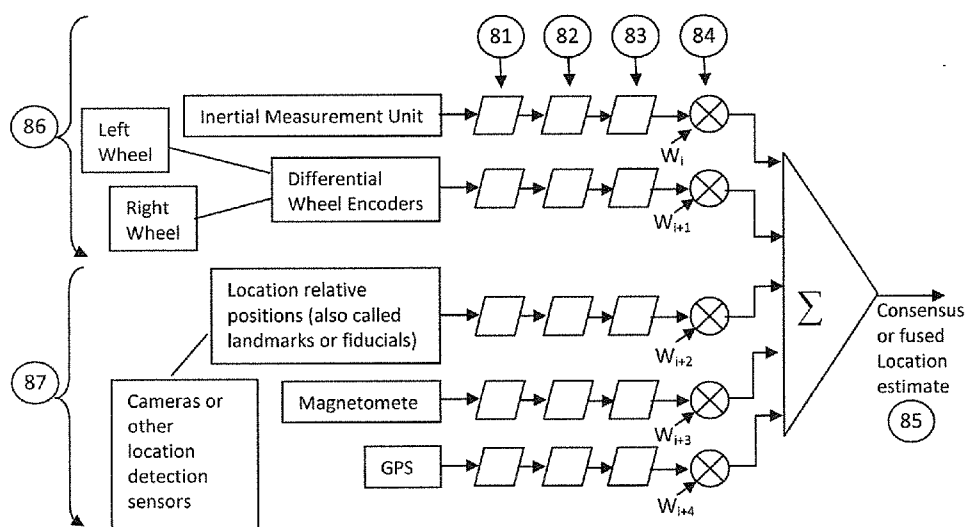 81
82
83
84
86
Left
Wheel
Inertial Measurement Unit
Wi
Right
Wheel
Differential
Wheel Encoders
Wi+1
87
Location relative
positions (also called
landmarks or fiducials)
Wi+2
Σ
Consensus
or fused
Location
estimate
85
Cameras or
other
location
detection
sensors
Magnetomete
Wi+3
GPS
Wi+4